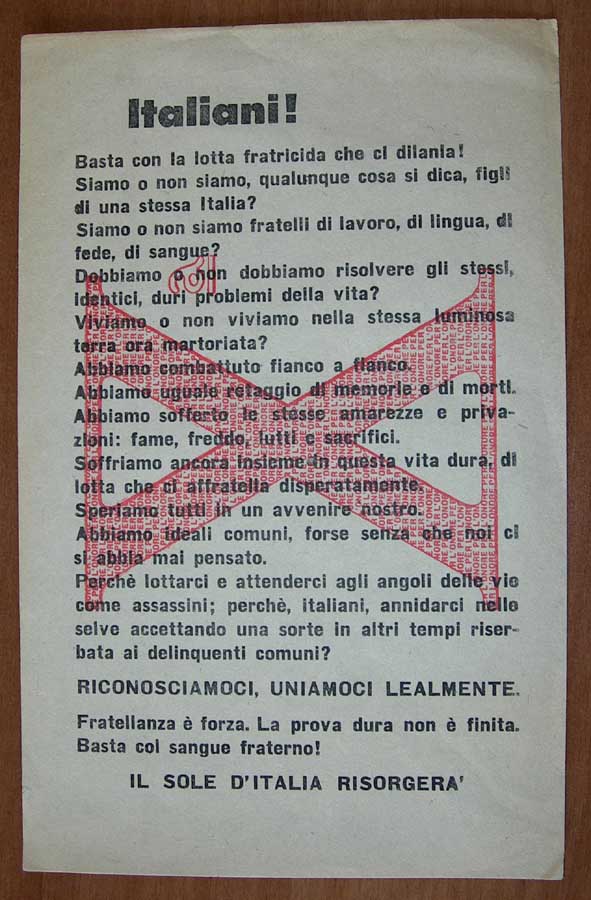 Italiani!
Basta con la lotta fratricida che ci dilania!
Siamo o non siamo, qualunque cosa si dica, figli
di una stessa Italia?
Siamo o non siamo fratelli di lavoro, di lingua, di
fede, di sangue?
Dobbiamo o non dobbiamo risolvere gli stessi,
identici, duri problemi della vita?
Viviamo o non viviamo nella stessa luminosa
terra ora martoriata?
Abbiamo combattuto fianco a fianco.
Abbiamo uguale retaggio di memorie e di morti.
Abbiamo sofferto le stesse amarezze e priva-
zioni: fame, freddo, lutti e sacrifici.
Soffriamo ancora insieme in questa vita dura, di
lotta che ci affratella disperatamente.
Speriamo tutti in un avvenire nostro.
Abbiamo ideali comuni, forse senza che noi ci
si abbia mai pensato.
Perchè lottarci e attenderci agli angoli delle vie
come assassini; perchè, italiani, annidarci nelle
selve accettando una sorte in altri tempi riser-
bata ai delinquenti comuni?
RICONOSCIAMOCI, UNIAMOCI LEALMENTE.
Fratellanza è forza. La prova dura non è finita.
Basta col sangue fraterno!
IL SOLE D'ITALIA RISORGERA'
PER L'ONORE